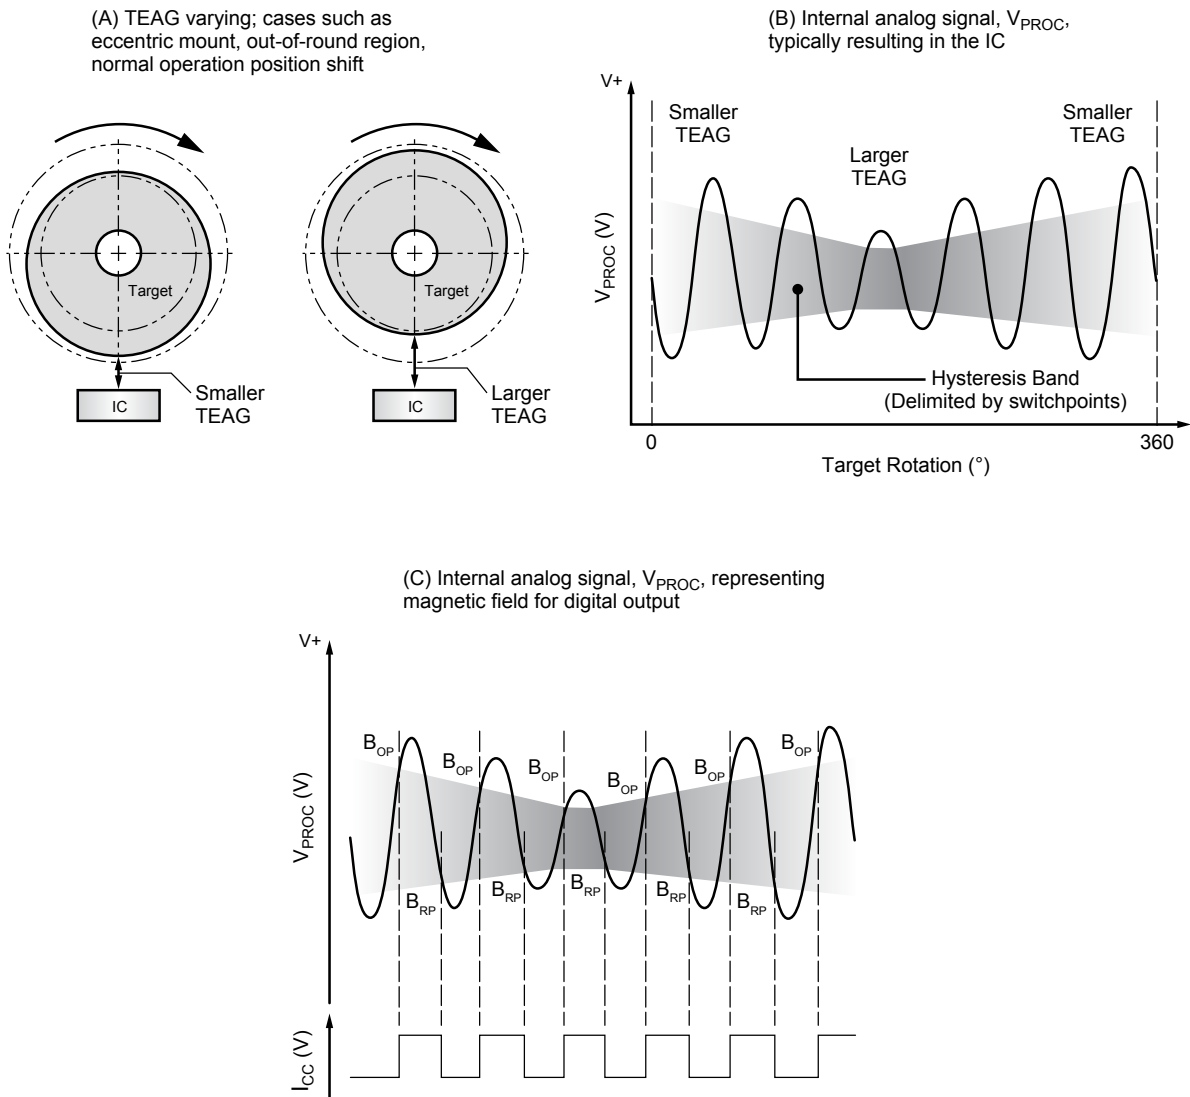 (A) TEAG varying; cases such as
eccentric mount, out-of-round region,
normal operation position shift
Target
Target
Smaller
TEAG
Larger
TEAG
IC
IC
(B) Internal analog signal, VPROC,
typically resulting in the IC
V+
Smaller
TEAG
Larger
TEAG
Smaller
TEAG
VPROC (V)
Hysteresis Band
(Delimited by switchpoints)
0
360
Target Rotation (°)
(C) Internal analog signal, VPROC, representing
magnetic field for digital output
V+
BOP
BOP
BOP
BOP
BOP
BOP
VPROC (V)
BRP
BRP
BRP
BRP
BRP
ICC (V)